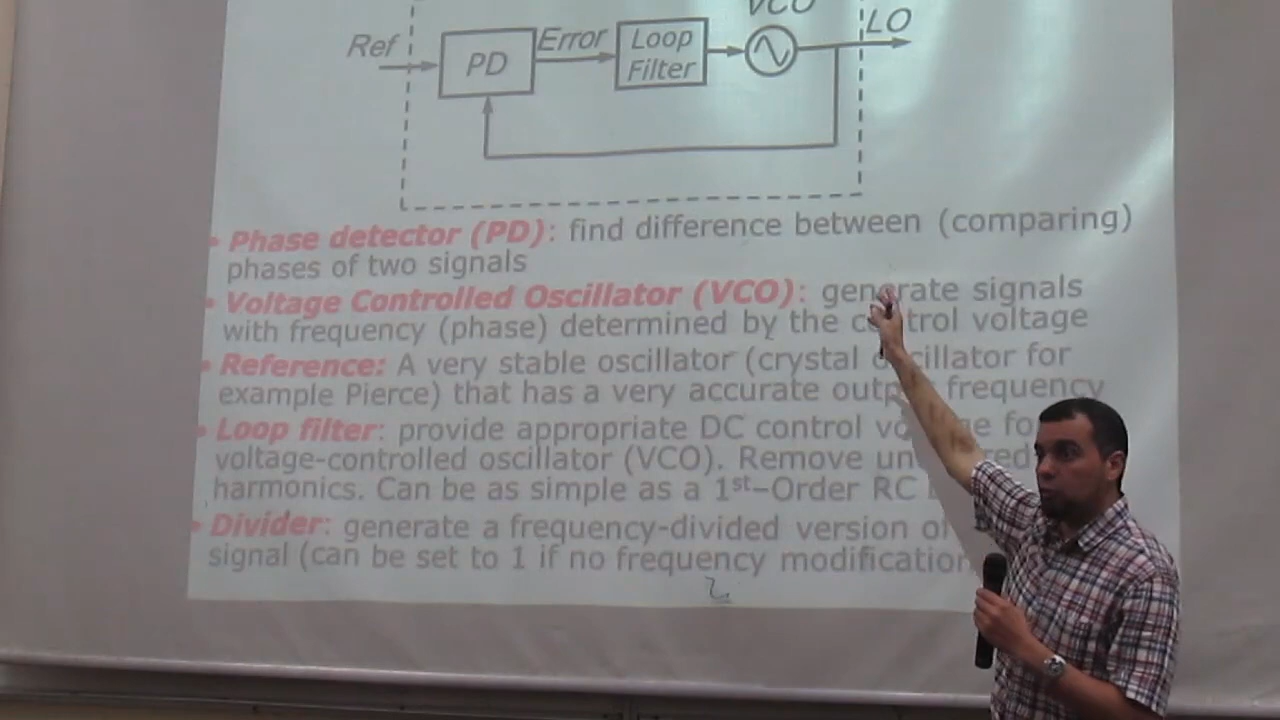 VCO
LO
Ref
PD
Error
Loop
Filter
• Phase detector (PD): find difference between (comparing)
phases of two signals
• Voltage Controlled Oscillator (VCO): generate signals
with frequency (phase) determined by the control voltage
• Reference: A very stable oscillator (crystal oscillator for
example Pierce) that has a very accurate output frequency
• Loop filter: provide appropriate DC control voltage for
voltage-controlled oscillator (VCO). Remove
harmonics. Can be as simple as a 1st–Order RC
• Divider: generate a frequency-divided version of
signal (can be set to 1 if no frequency modification